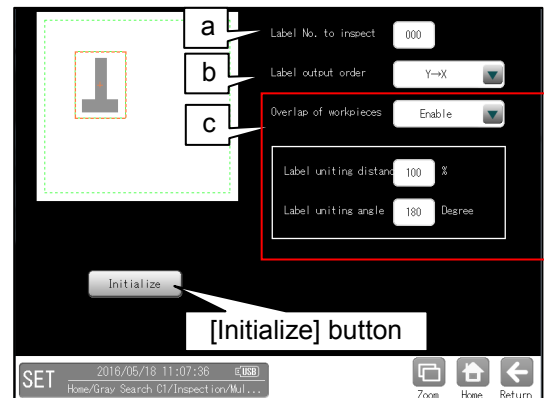 a
Label No. to inspect 000
b
Label output order Y→X
c
Overlap of workpieces Enable
Label uniting distanc 100 %
Label uniting angle 180 Degree
Initialize
[Initialize] button
SET 2016/05/18 11:07:36 USB
Home/Gray Search C1/Inspection/Mul...
Zoom Home Return